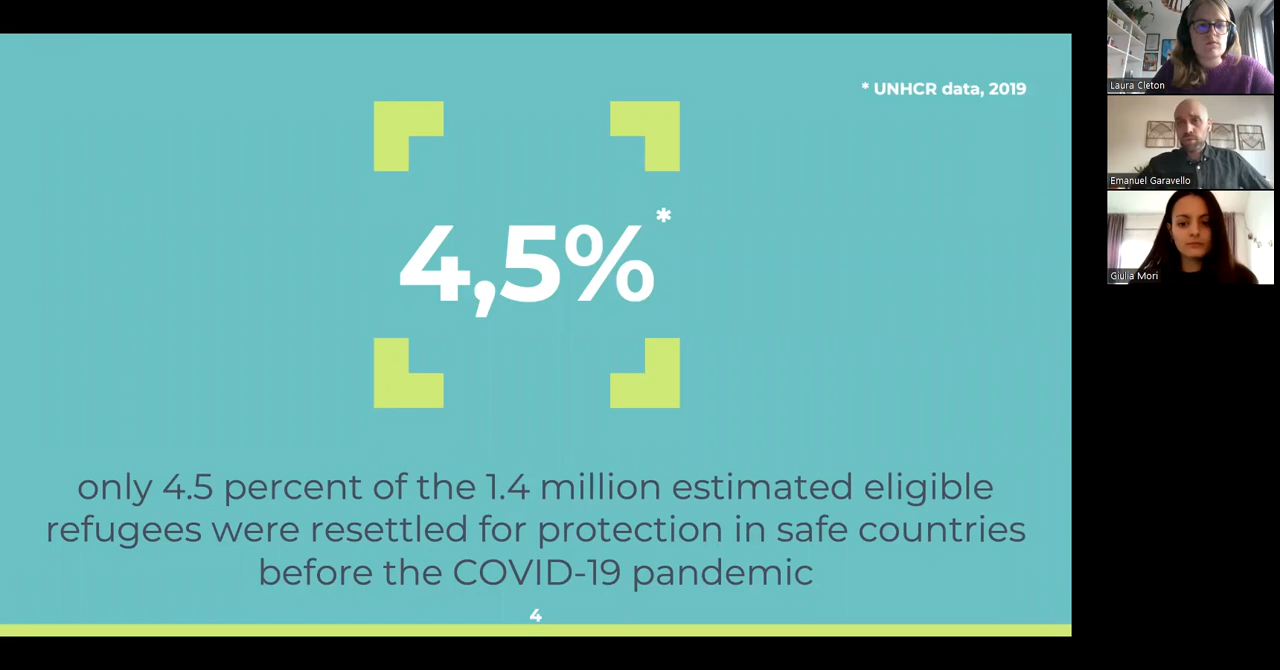 * UNHCR data, 2019
4,5%*
only 4.5 percent of the 1.4 million estimated eligible
refugees were resettled for protection in safe countries
before the COVID-19 pandemic
4
Laura Cleton
Emanuel Garavello
Giulia Mori